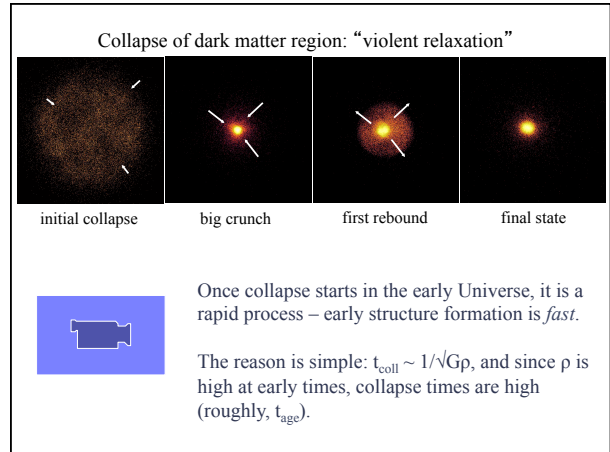 Collapse of dark matter region: “violent relaxation”
initial collapse
big crunch
first rebound
final state
Once collapse starts in the early Universe, it is a
rapid process – early structure formation is fast.
The reason is simple: t_coll ~ 1/√Gρ, and since ρ is
high at early times, collapse times are high
(roughly, t_age).